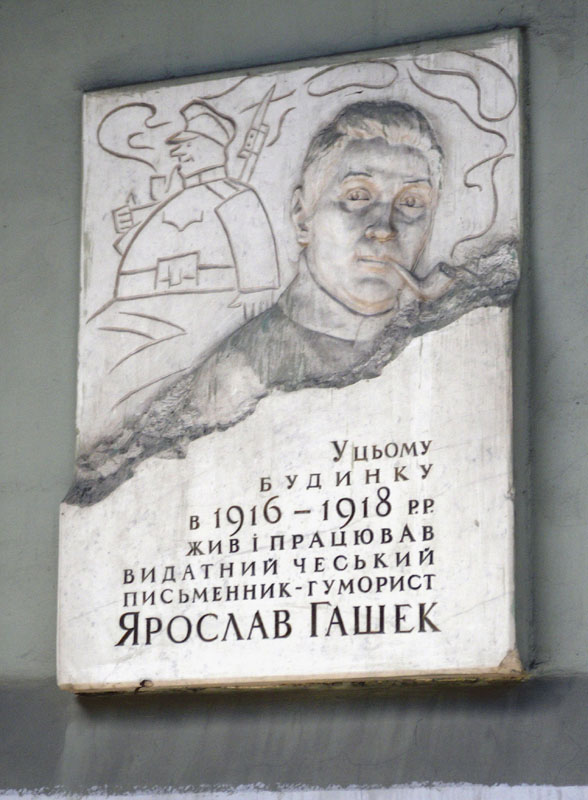 У цьому
будинку
в 1916 – 1918 р.р.
жив і працював
видатний чеський
письменник-гуморист
Ярослав Гашек